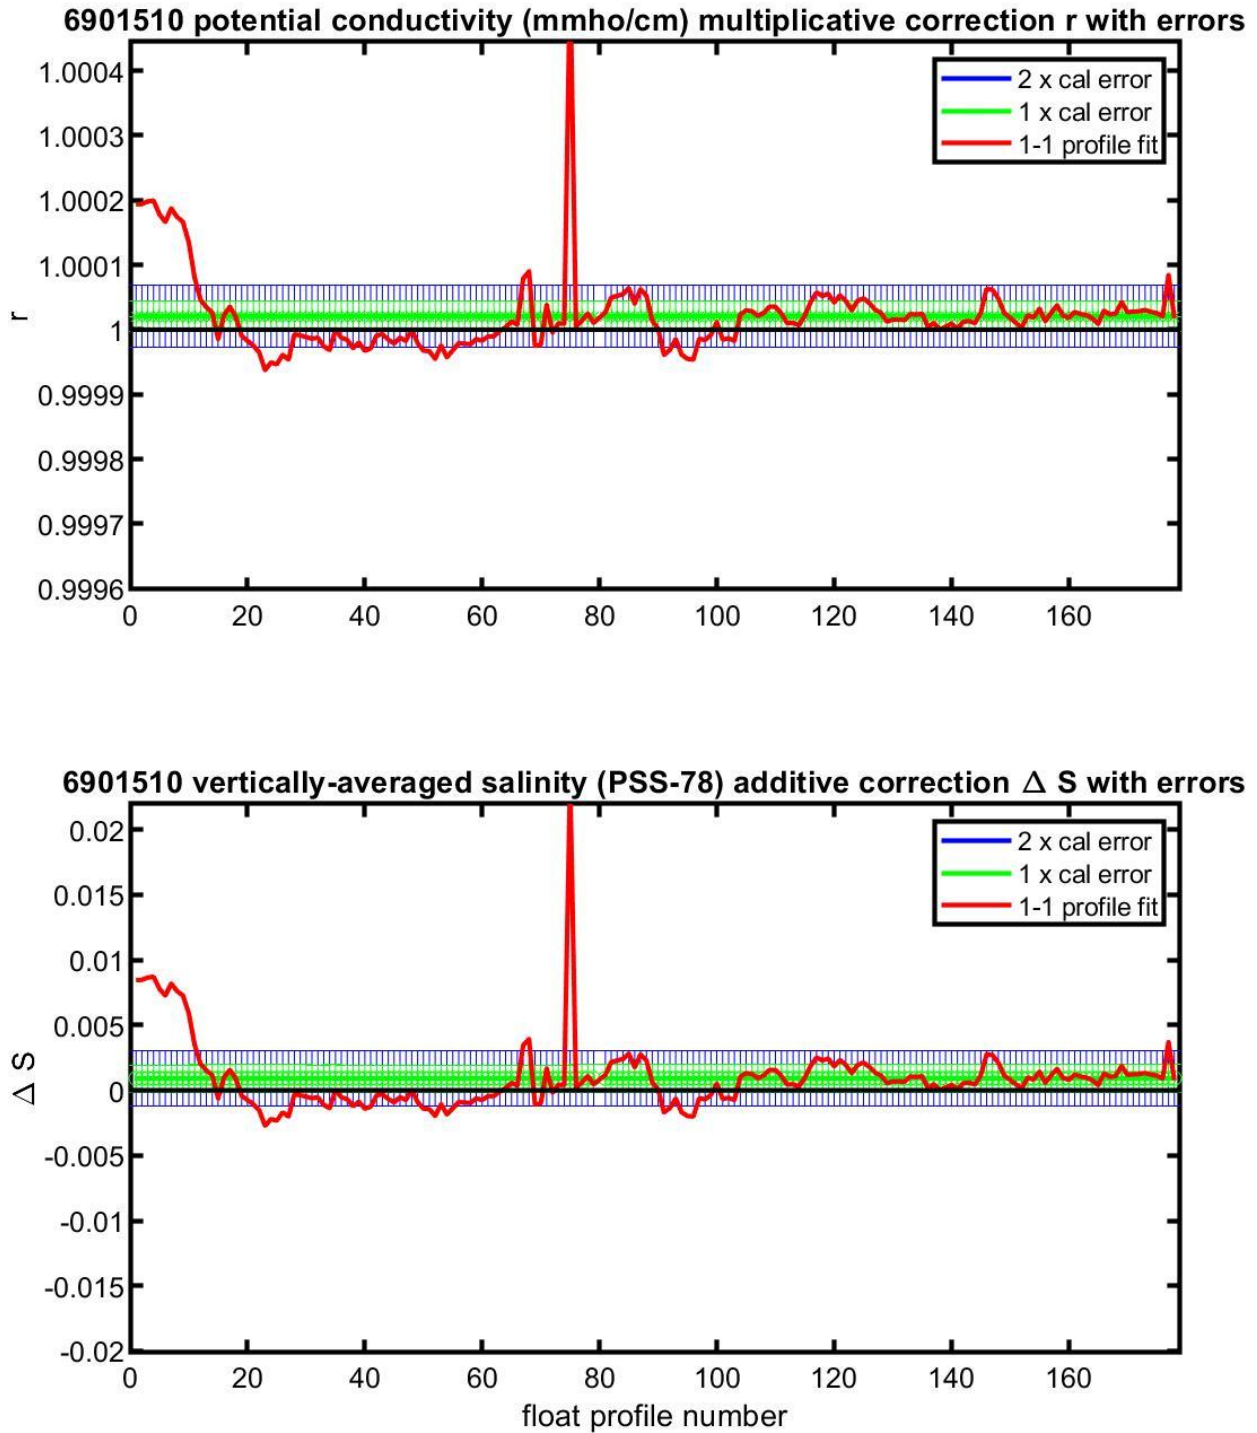 6901510 potential conductivity (mmho/cm) multiplicative correction r with errors
1.0004
1.0003
1.0002
1.0001
1
0.9999
0.9998
0.9997
0.9996
r
2 x cal error
1 x cal error
1-1 profile fit
0 20 40 60 80 100 120 140 160
6901510 vertically-averaged salinity (PSS-78) additive correction Δ S with errors
0.02
0.015
0.01
0.005
0
-0.005
-0.01
-0.015
-0.02
Δ S
2 x cal error
1 x cal error
1-1 profile fit
0 20 40 60 80 100 120 140 160
float profile number